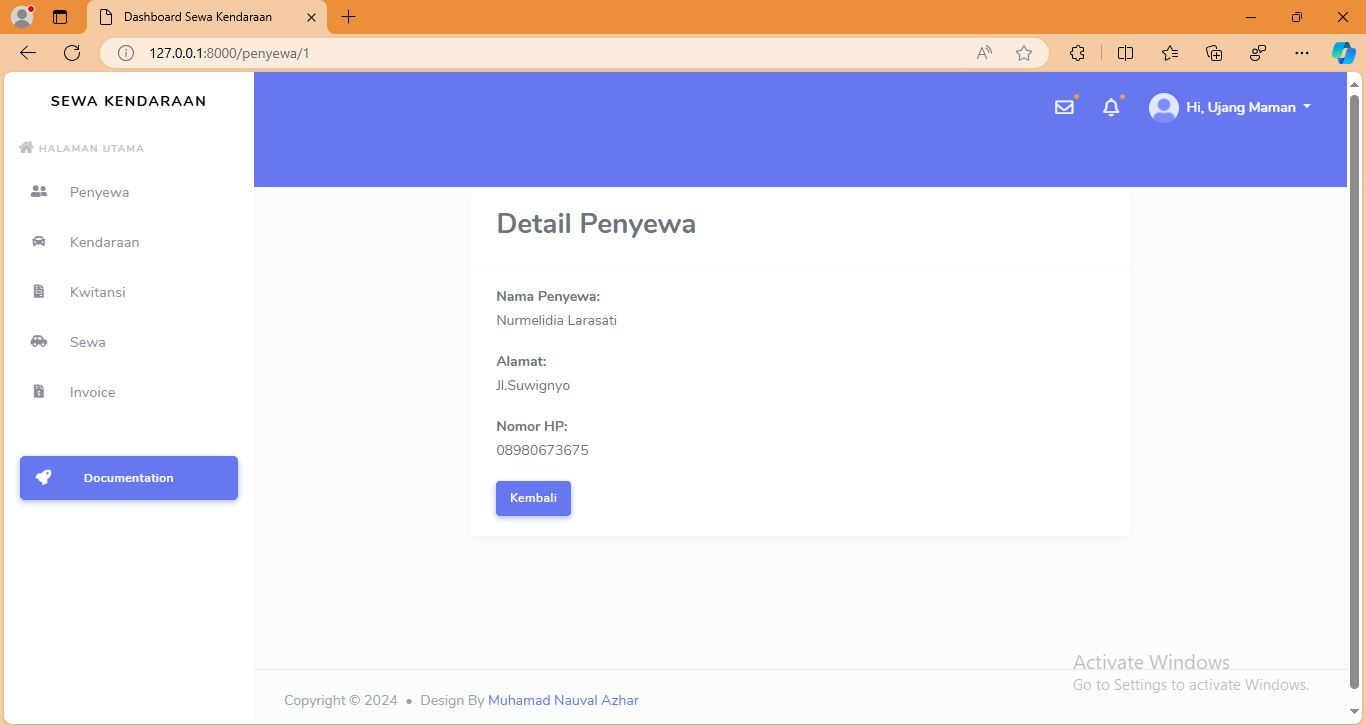 Dashboard Sewa Kendaraan
127.0.0.1:8000/penyewa/1
SEWA KENDARAAN
Hi, Ujang Maman
HALAMAN UTAMA
Penyewa
Kendaraan
Kwitansi
Sewa
Invoice
Documentation
Detail Penyewa
Nama Penyewa:
Nurmelidia Larasati
Alamat:
Jl.Suwignyo
Nomor HP:
08980673675
Kembali
Activate Windows
Go to Settings to activate Windows.
Copyright © 2024 • Design By Muhamad Nauval Azhar